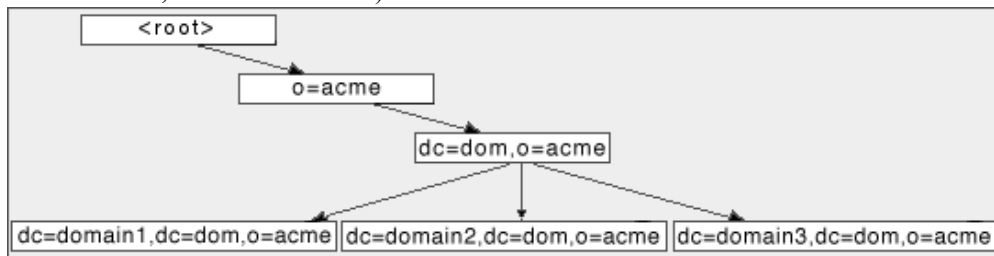 <root>
o=acme
dc=dom,o=acme
dc=domain1,dc=dom,o=acme
dc=domain2,dc=dom,o=acme
dc=domain3,dc=dom,o=acme